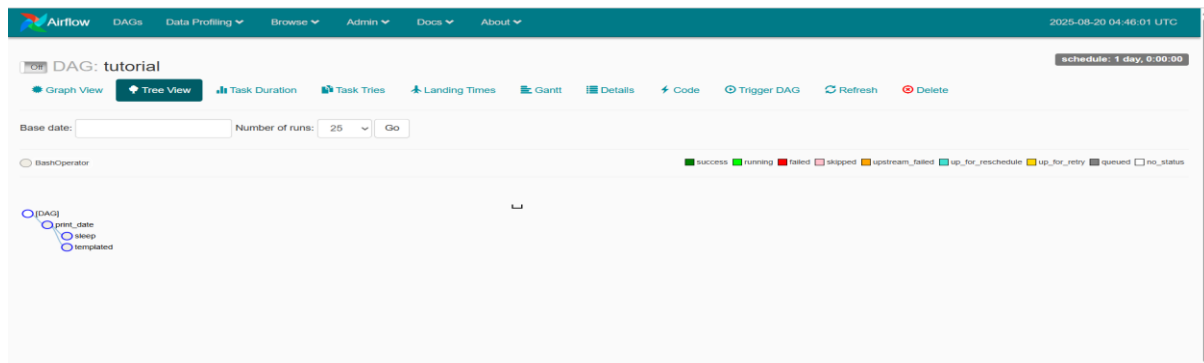 Airflow DAGs Data Profiling Browse Admin Docs About 2025-08-20 04:46:01 UTC
Off DAG: tutorial schedule: 1 day, 0:00:00
Graph View Tree View Task Duration Task Tries Landing Times Gantt Details Code Trigger DAG Refresh Delete
Base date: Number of runs: 25 Go
BashOperator success running failed skipped upstream_failed up_for_reschedule up_for_retry queued no_status
[DAG]
print_date
sleep
templated